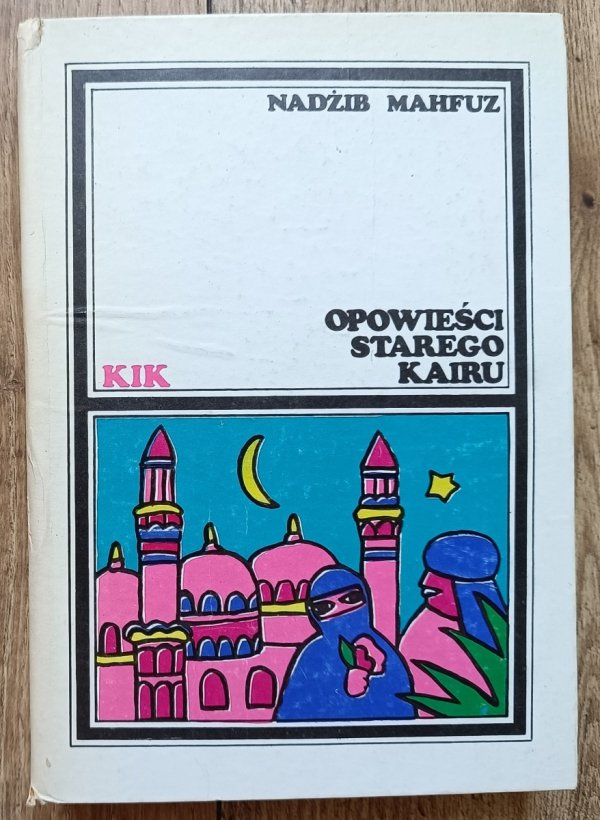 NADŻIB MAHFUZ
OPOWIEŚCI
STAREGO
KAIRU
KIK